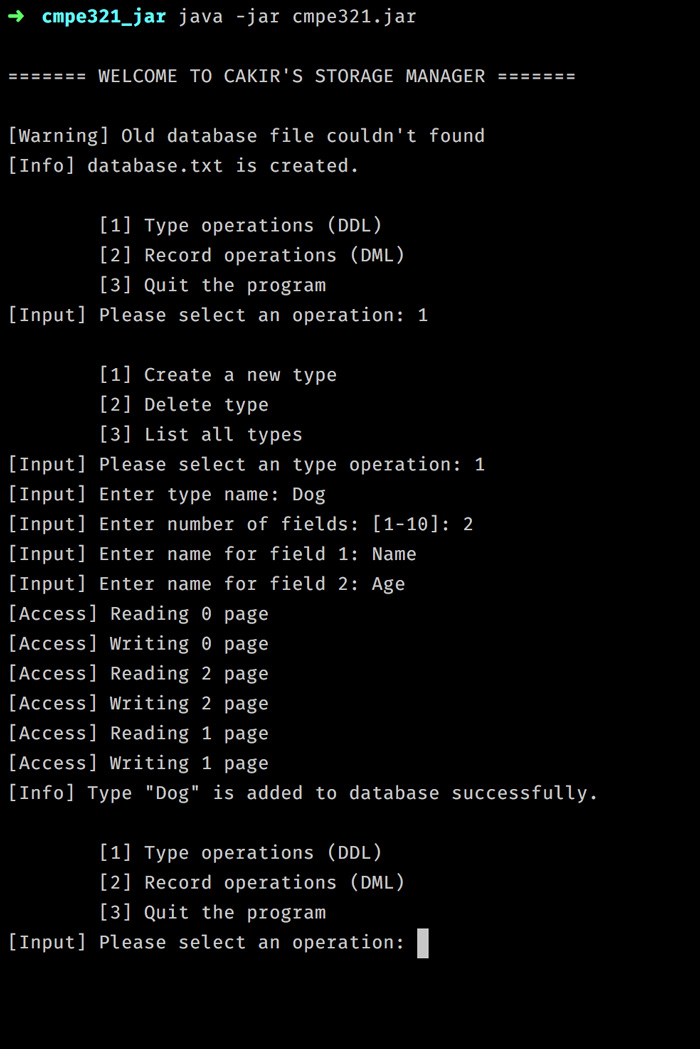 ➜ cmpe321_jar java -jar cmpe321.jar
======= WELCOME TO CAKIR'S STORAGE MANAGER =======
[Warning] Old database file couldn't found
[Info] database.txt is created.
[1] Type operations (DDL)
[2] Record operations (DML)
[3] Quit the program
[Input] Please select an operation: 1
[1] Create a new type
[2] Delete type
[3] List all types
[Input] Please select an type operation: 1
[Input] Enter type name: Dog
[Input] Enter number of fields: [1-10]: 2
[Input] Enter name for field 1: Name
[Input] Enter name for field 2: Age
[Access] Reading 0 page
[Access] Writing 0 page
[Access] Reading 2 page
[Access] Writing 2 page
[Access] Reading 1 page
[Access] Writing 1 page
[Info] Type "Dog" is added to database successfully.
[1] Type operations (DDL)
[2] Record operations (DML)
[3] Quit the program
[Input] Please select an operation: